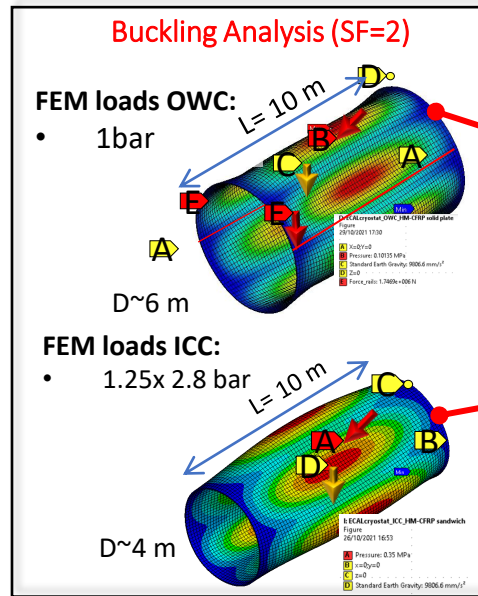 Buckling Analysis (SF=2)
D
FEM loads OWC:
L= 10 m
• 1bar
B
C
A
E
E
Min
A
D: ECALcryostat_OWC_HM-CFRP solid plate
Figure
29/10/2021 17:30
A X=0;Y=0
B Pressure: 0.10135 MPa
C Standard Earth Gravity: 9806.6 mm/s²
D Z=0
E Force_rails: 1.7469e+006 N
D~6 m
FEM loads ICC:
• 1.25x 2.8 bar
L= 10 m
C
A
B
D
Min
D~4 m
I: ECALcryostat_ICC_HM-CFRP sandwich
Figure
26/10/2021 16:53
A Pressure: 0.35 MPa
B x=0;y=0
C z=0
D Standard Earth Gravity: 9806.6 mm/s²